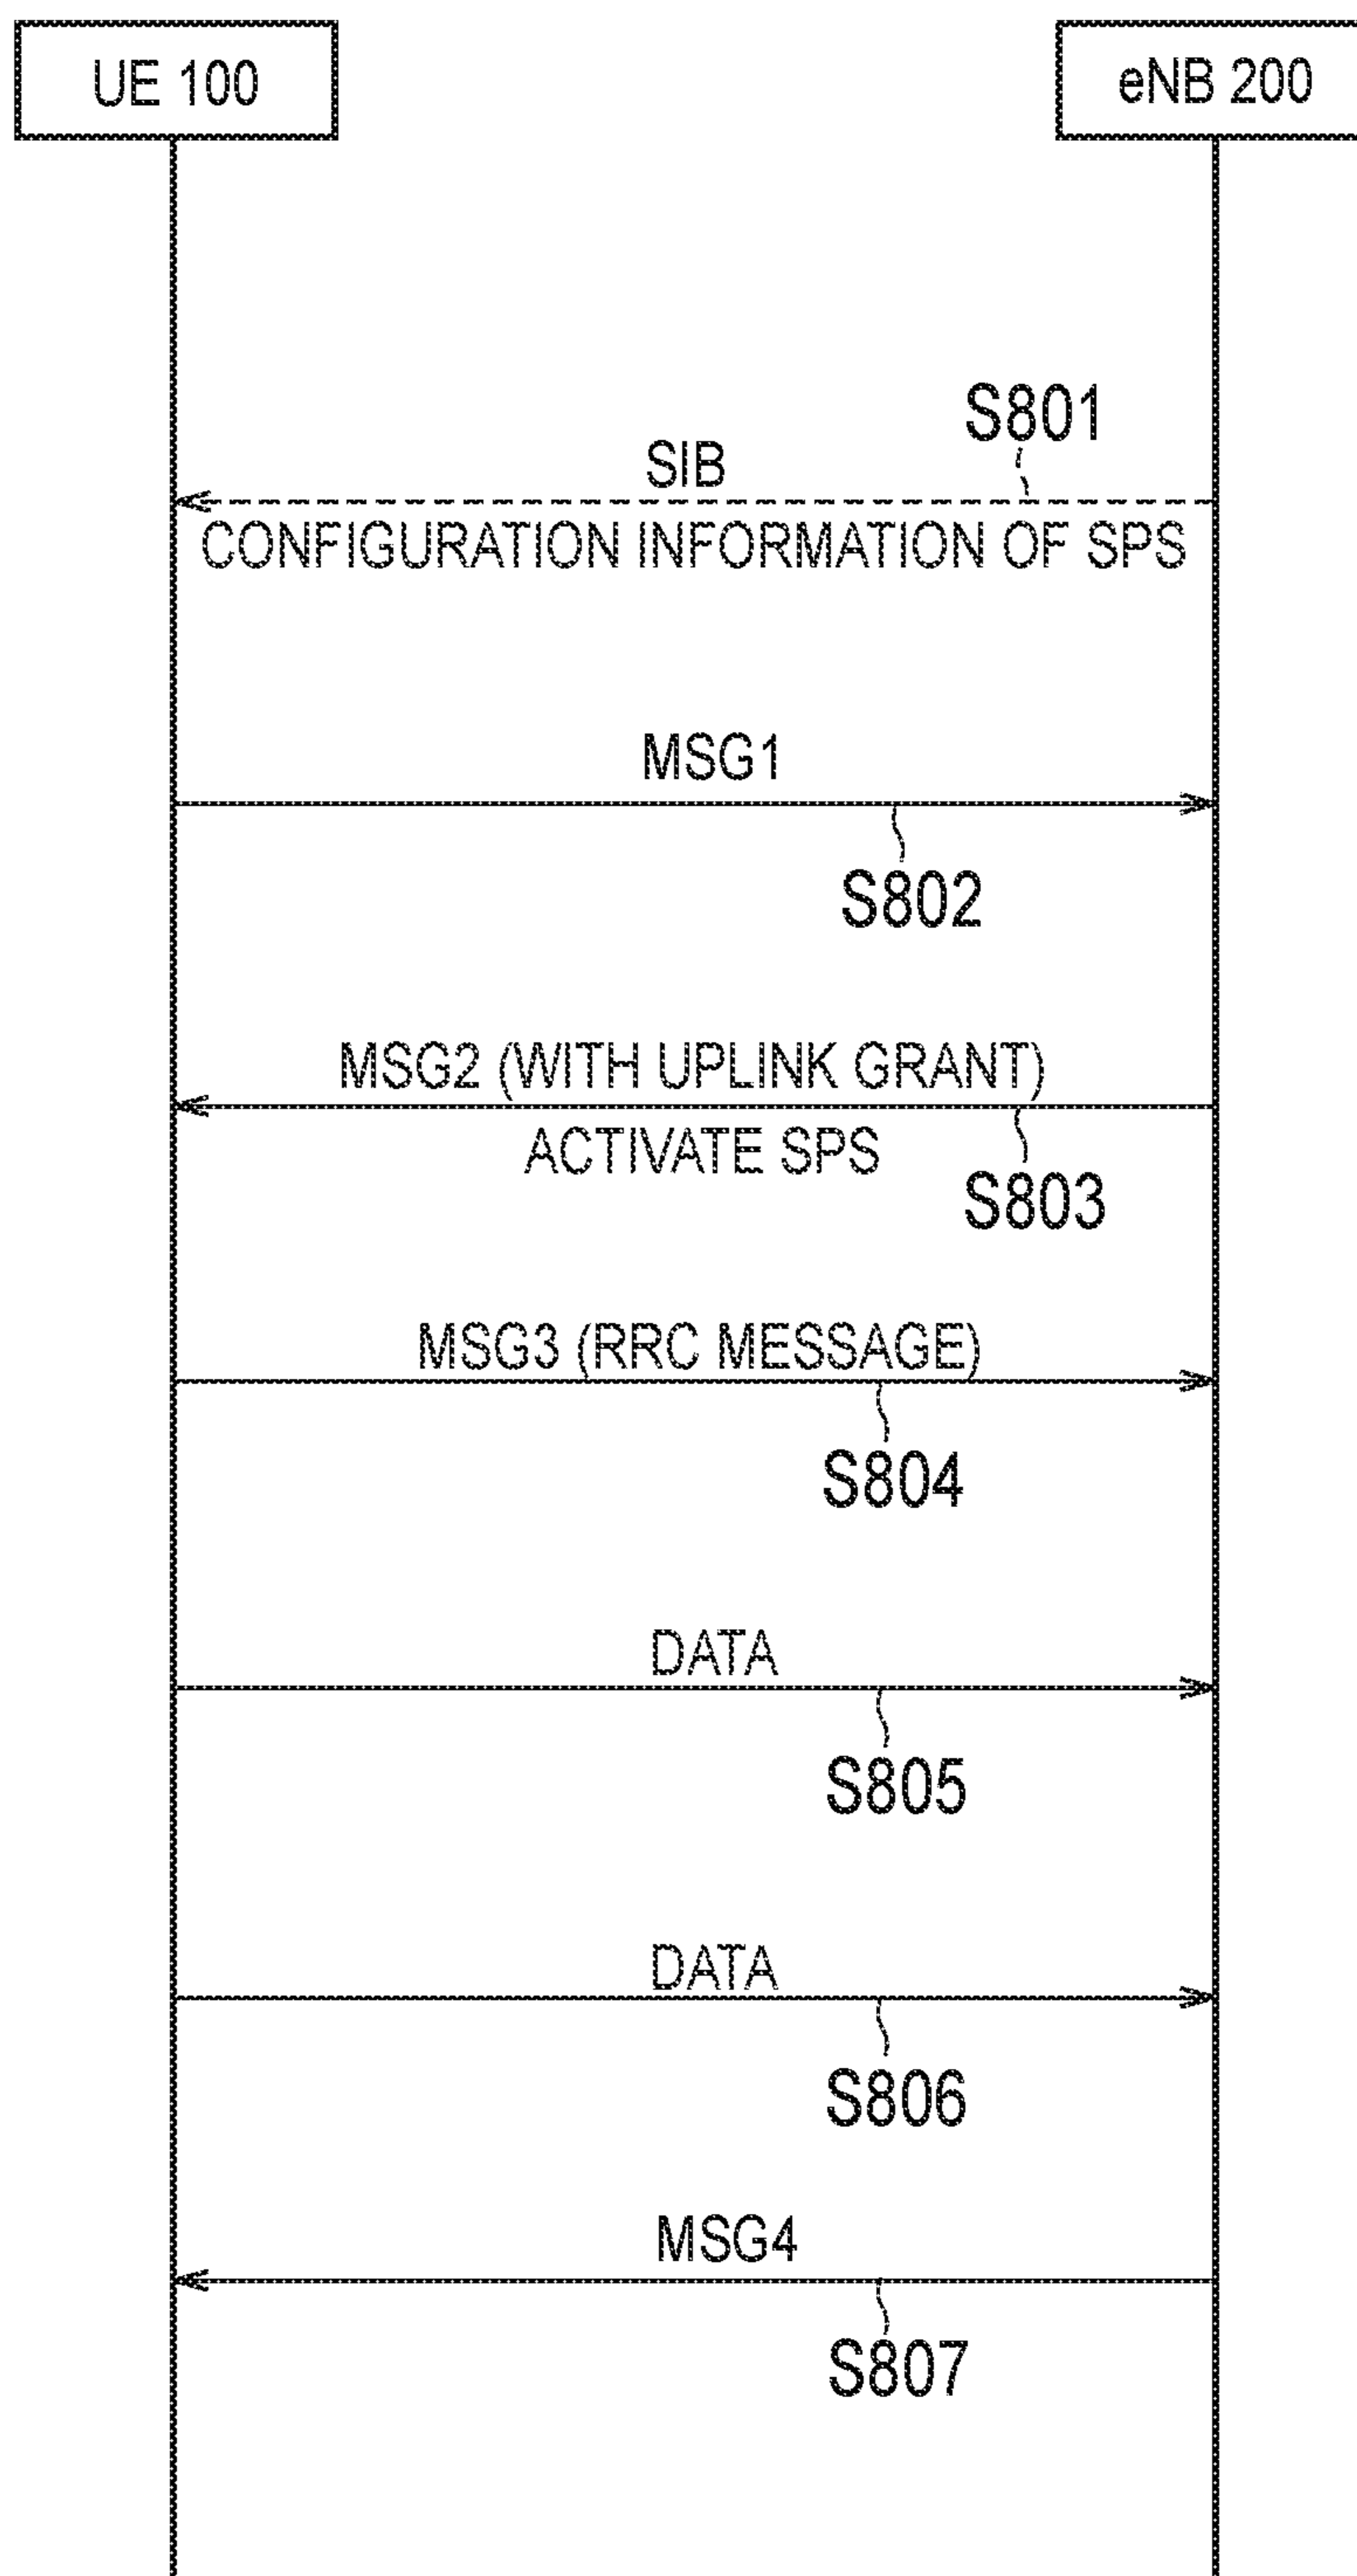 UE 100
eNB 200
S801
SIB
CONFIGURATION INFORMATION OF SPS
MSG1
S802
MSG2 (WITH UPLINK GRANT)
ACTIVATE SPS
S803
MSG3 (RRC MESSAGE)
S804
DATA
S805
DATA
S806
MSG4
S807